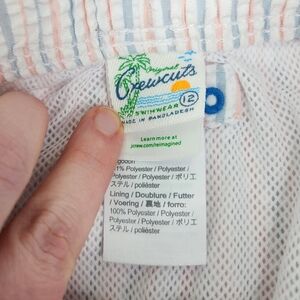 Original
Crewcuts
SWIMWEAR 12
MADE IN BANGLADESH
Learn more at
jcrew.com/reimagined
1% Polyester / Polyester /
Polyester / Polyester / ポリエ
ステル / poliéster
Lining / Doublure / Futter
/ Voering / 裏地 / forro:
100% Polyester / Polyester /
Polyester / Polyester / ポリエ
ステル / poliéster